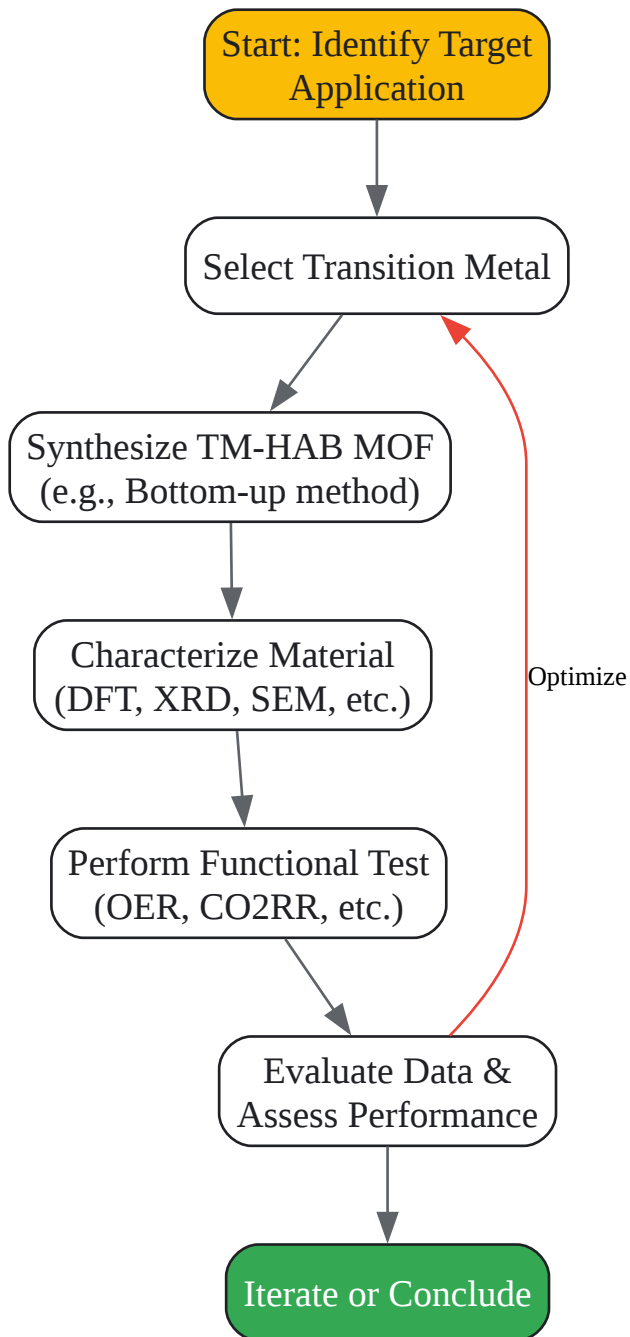 Start: Identify Target
Application
Select Transition Metal
Synthesize TM-HAB MOF
(e.g., Bottom-up method)
Characterize Material
(DFT, XRD, SEM, etc.)
Optimize
Perform Functional Test
(OER, CO2RR, etc.)
Evaluate Data &
Assess Performance
Iterate or Conclude